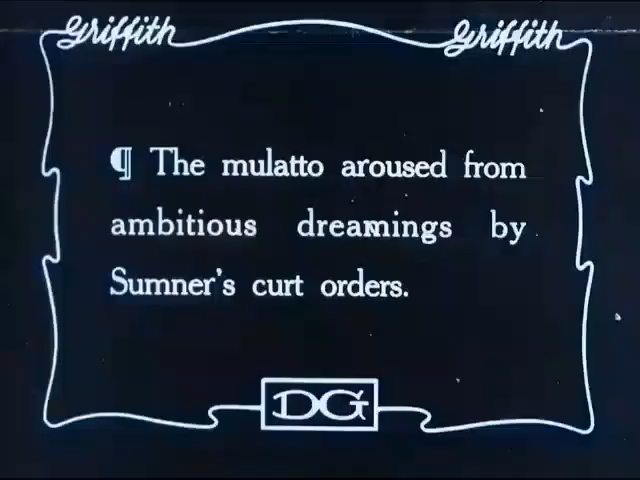 Griffith Griffith
¶ The mulatto aroused from
ambitious dreamings by
Sumner's curt orders.
DG